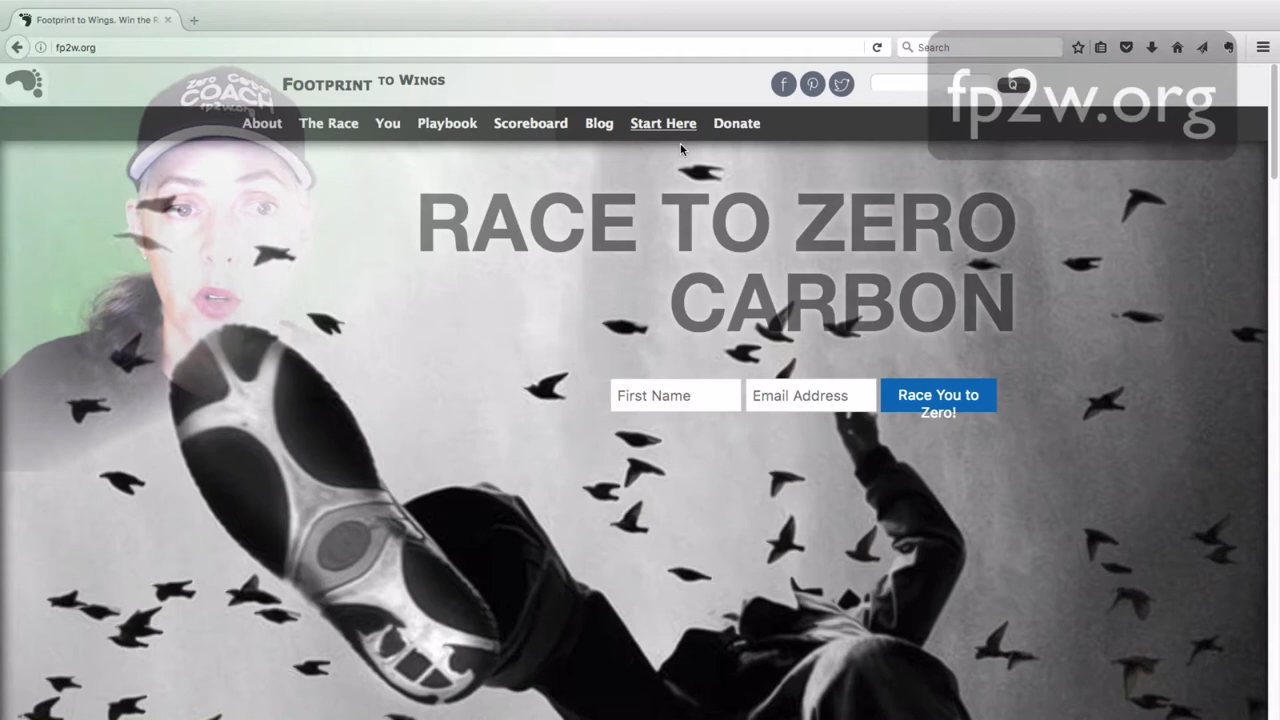 Footprint to Wings. Win the R
fp2w.org
Search
fp2w.org
Zero Carbon
COACH
fp2w.org
FOOTPRINT TO WINGS
About The Race You Playbook Scoreboard Blog Start Here Donate
RACE TO ZERO
CARBON
First Name Email Address Race You to
Zero!